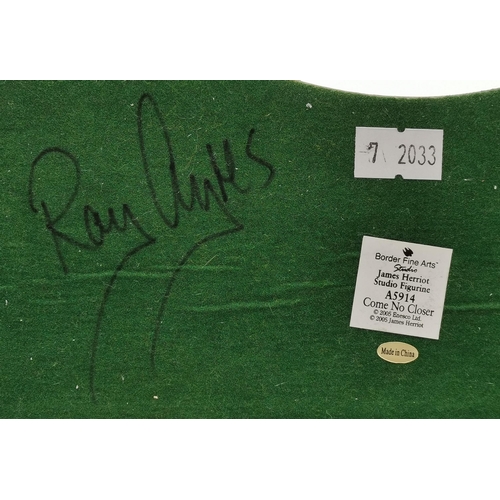 Ray Ayres
7 2033
Border Fine Arts™
Studio
James Herriot
Studio Figurine
A5914
Come No Closer
© 2005 Enesco Ltd.
© 2005 James Herriot
Made in China